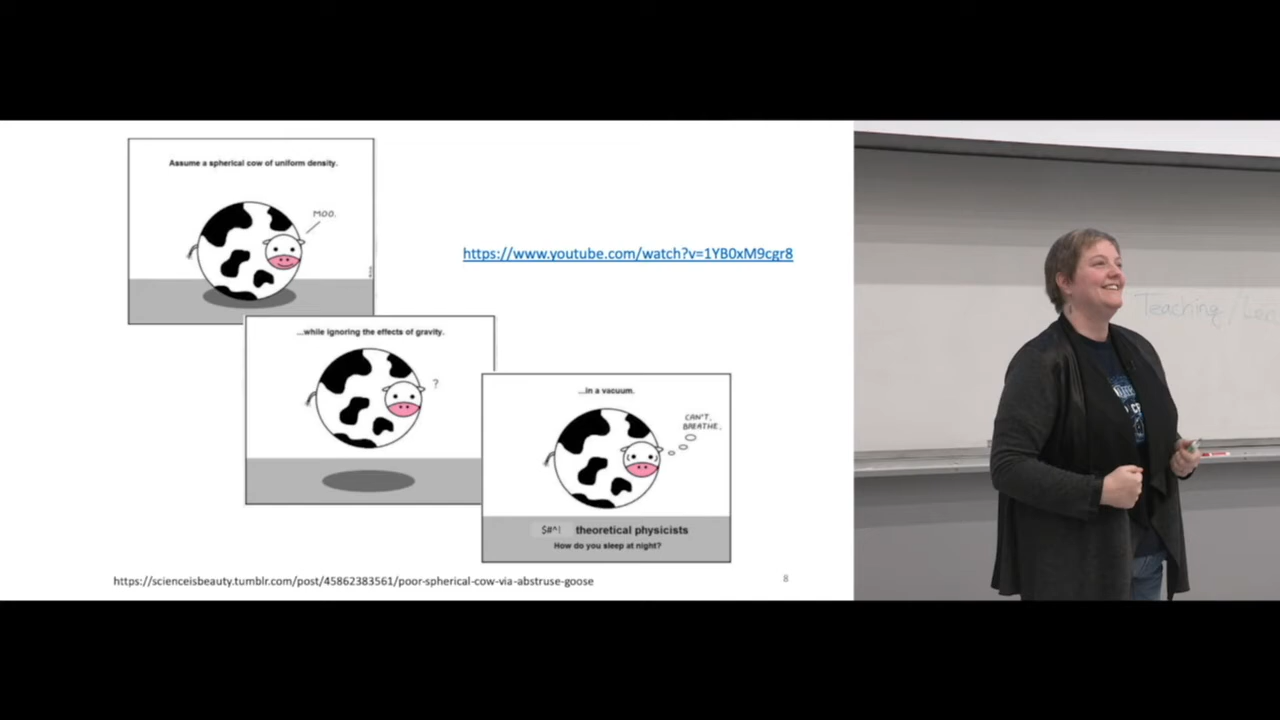 Assume a spherical cow of uniform density.
MOO.
https://www.youtube.com/watch?v=1YB0xM9cgr8
...while ignoring the effects of gravity.
?
...in a vacuum.
CAN'T.
BREATHE.
$#^! theoretical physicists
How do you sleep at night?
https://scienceisbeauty.tumblr.com/post/45862383561/poor-spherical-cow-via-abstruse-goose
8
Teaching/